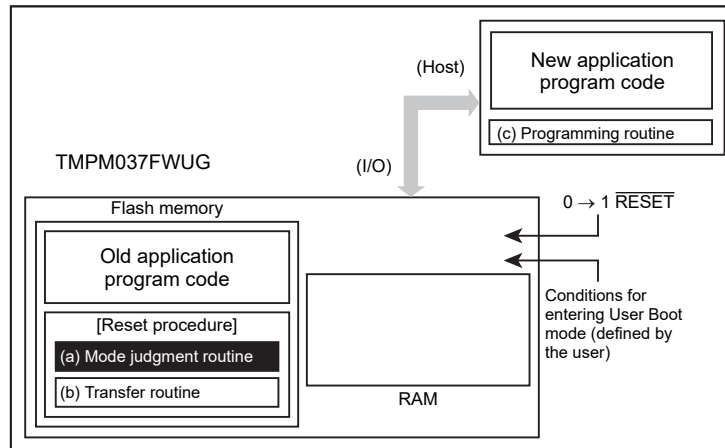 New application
program code
(Host)
(c) Programming routine
TMPM037FWUG
(I/O)
Flash memory
0 → 1 RESET
Old application
program code
[Reset procedure]
(a) Mode judgment routine
(b) Transfer routine
RAM
Conditions for
entering User Boot
mode (defined by
the user)